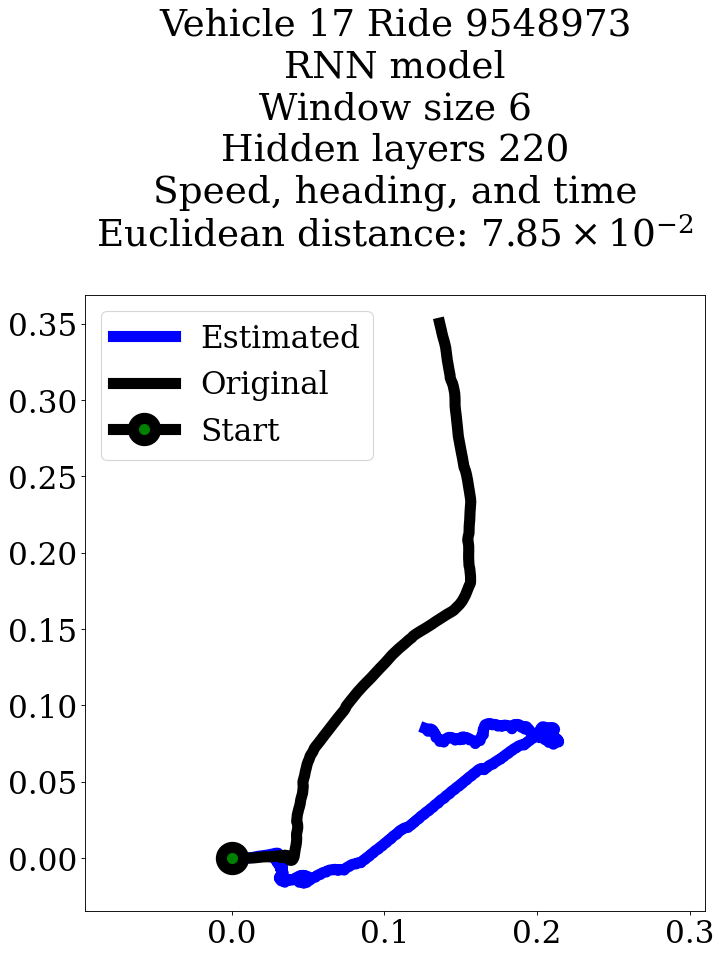 Vehicle 17 Ride 9548973
RNN model
Window size 6
Hidden layers 220
Speed, heading, and time
Euclidean distance: 7.85 × 10⁻²
Estimated
Original
Start
0.35
0.30
0.25
0.20
0.15
0.10
0.05
0.00
0.0 0.1 0.2 0.3